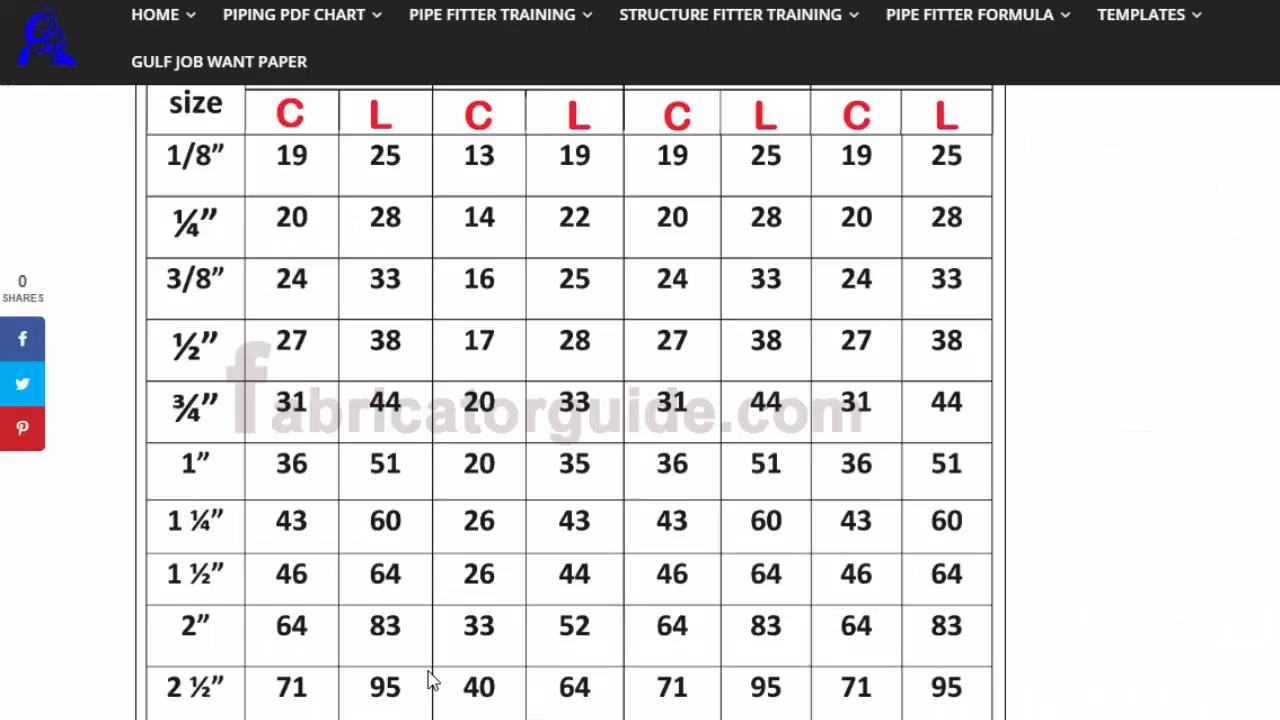 HOME PIPING PDF CHART PIPE FITTER TRAINING STRUCTURE FITTER TRAINING PIPE FITTER FORMULA TEMPLATES
GULF JOB WANT PAPER
size C L C L C L C L
1/8” 19 25 13 19 19 25 19 25
¼” 20 28 14 22 20 28 20 28
3/8” 24 33 16 25 24 33 24 33
½” 27 38 17 28 27 38 27 38
¾” 31 44 20 33 31 44 31 44
1” 36 51 20 35 36 51 36 51
1 ¼” 43 60 26 43 43 60 43 60
1 ½” 46 64 26 44 46 64 46 64
2” 64 83 33 52 64 83 64 83
2 ½” 71 95 40 64 71 95 71 95
fabricatorguide.com
0
SHARES